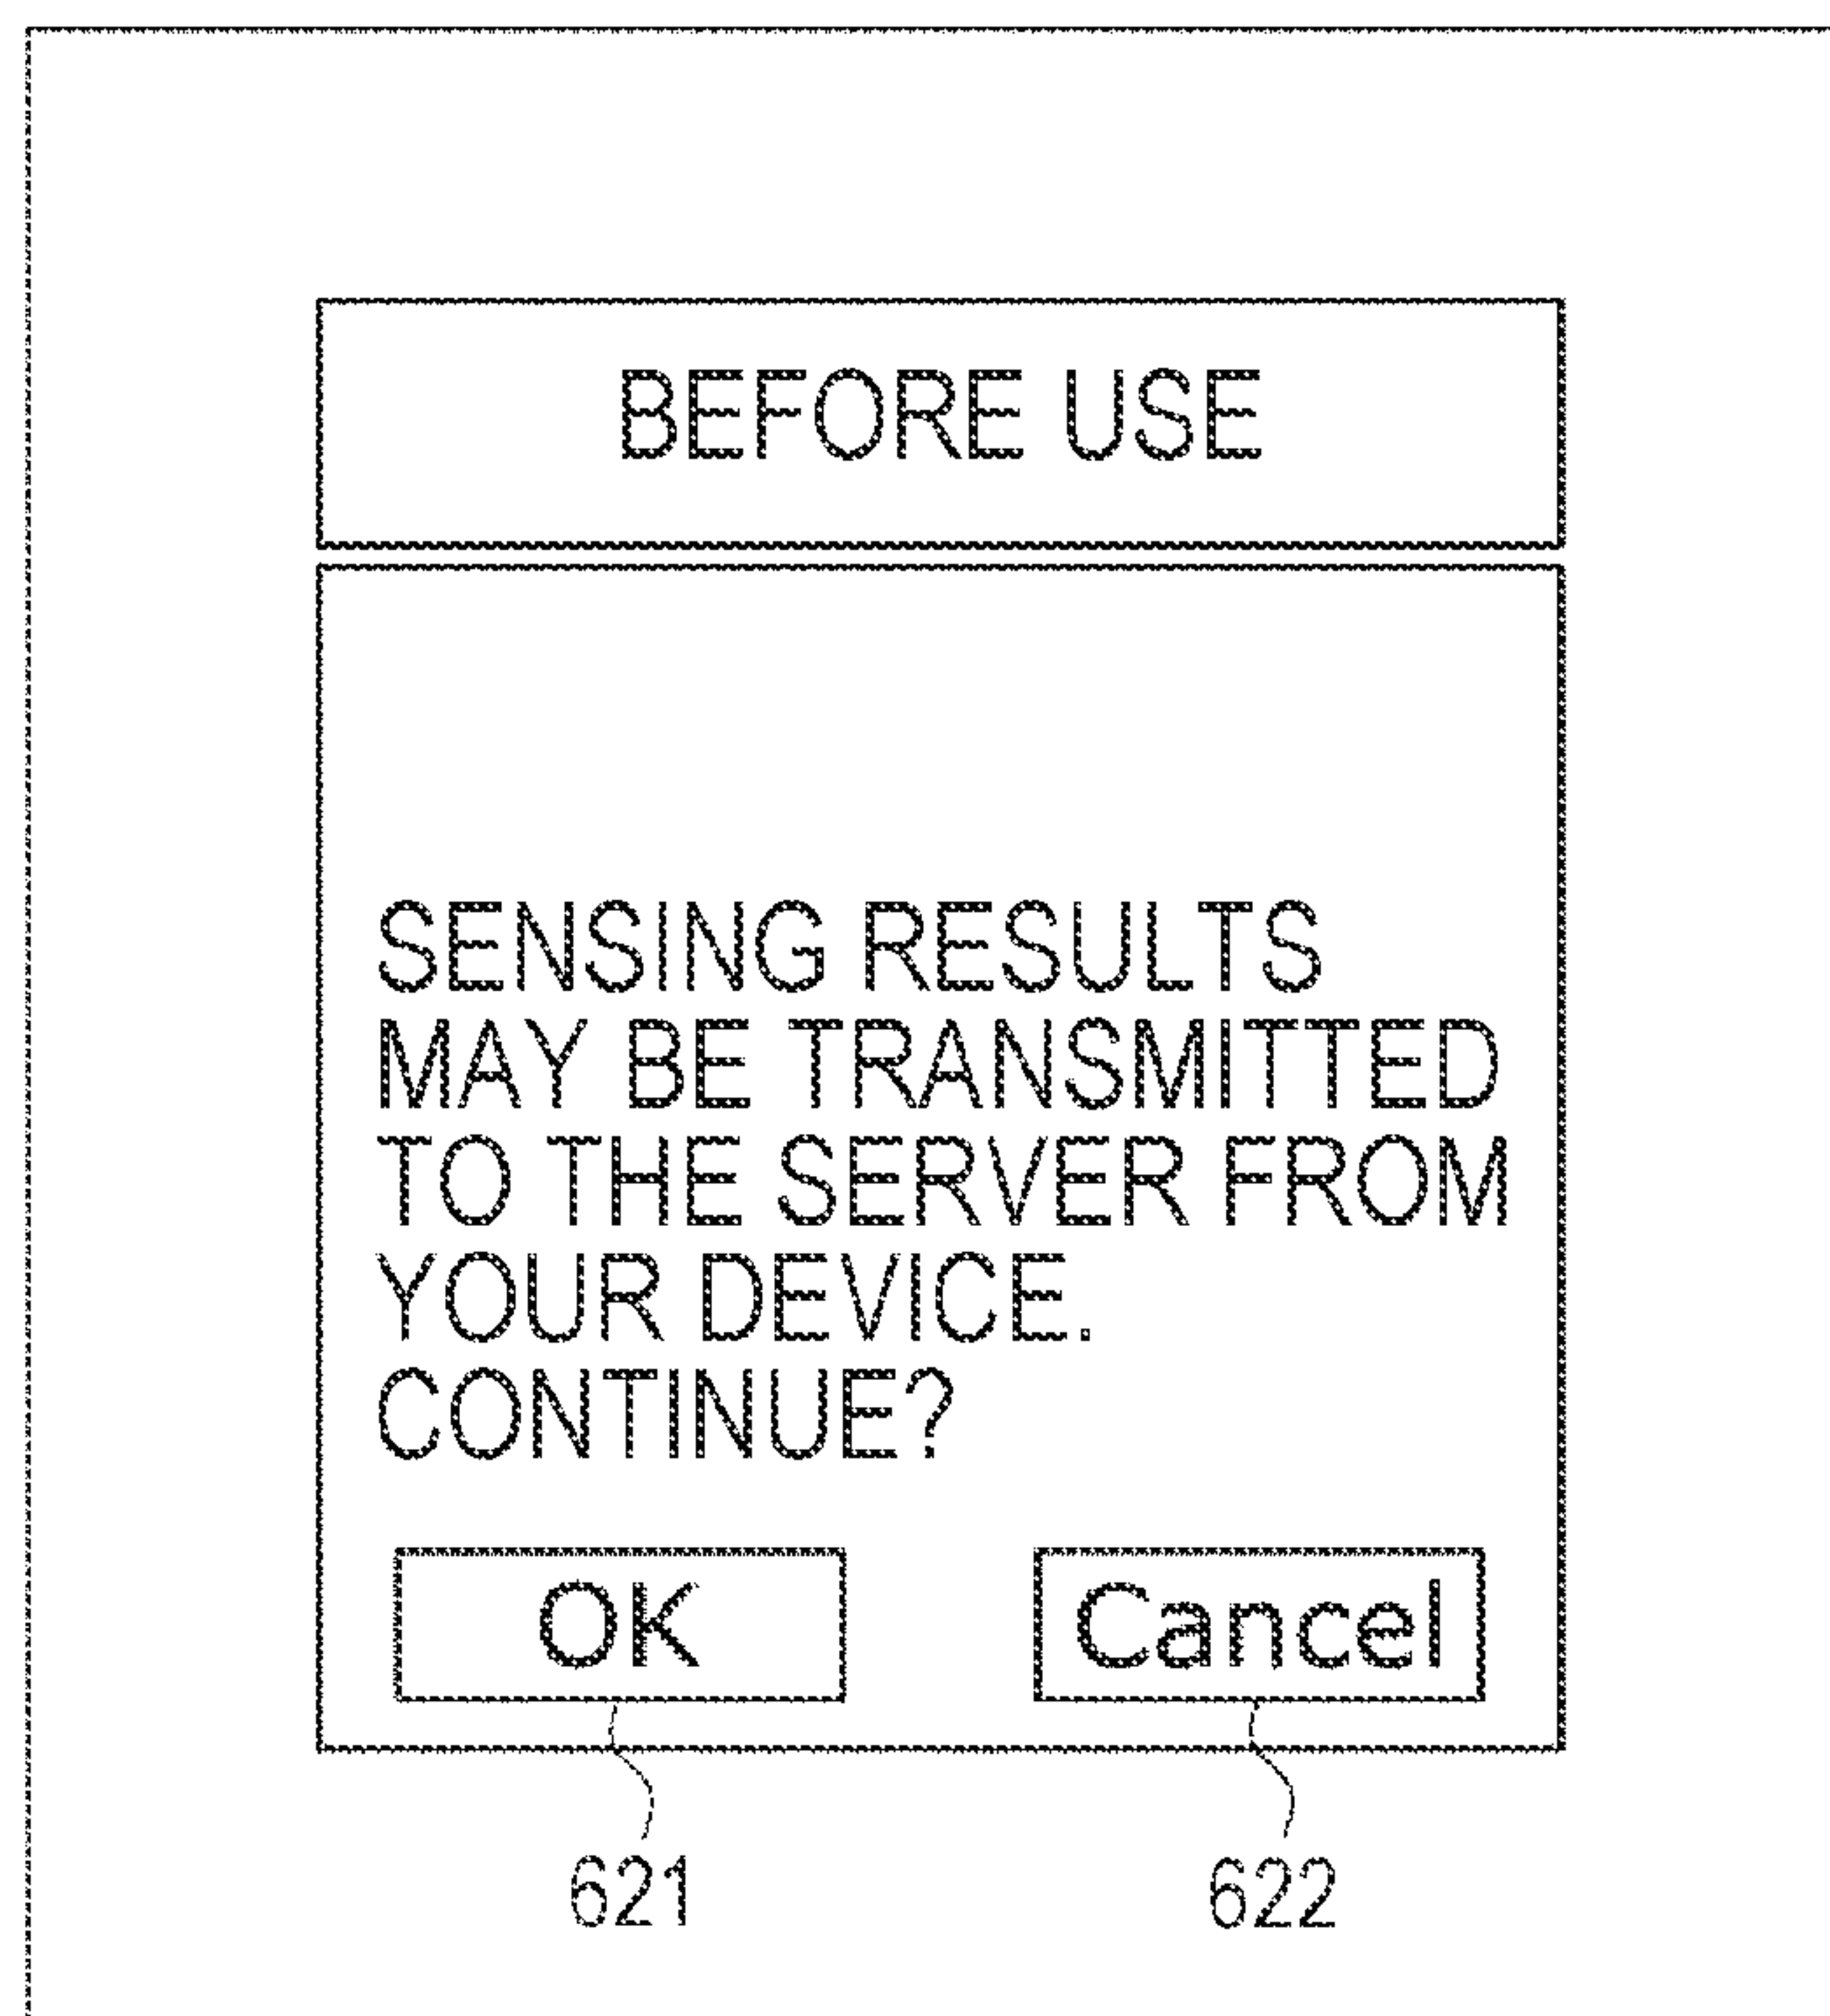 BEFORE USE
SENSING RESULTS
MAY BE TRANSMITTED
TO THE SERVER FROM
YOUR DEVICE.
CONTINUE?
OK Cancel
621 622